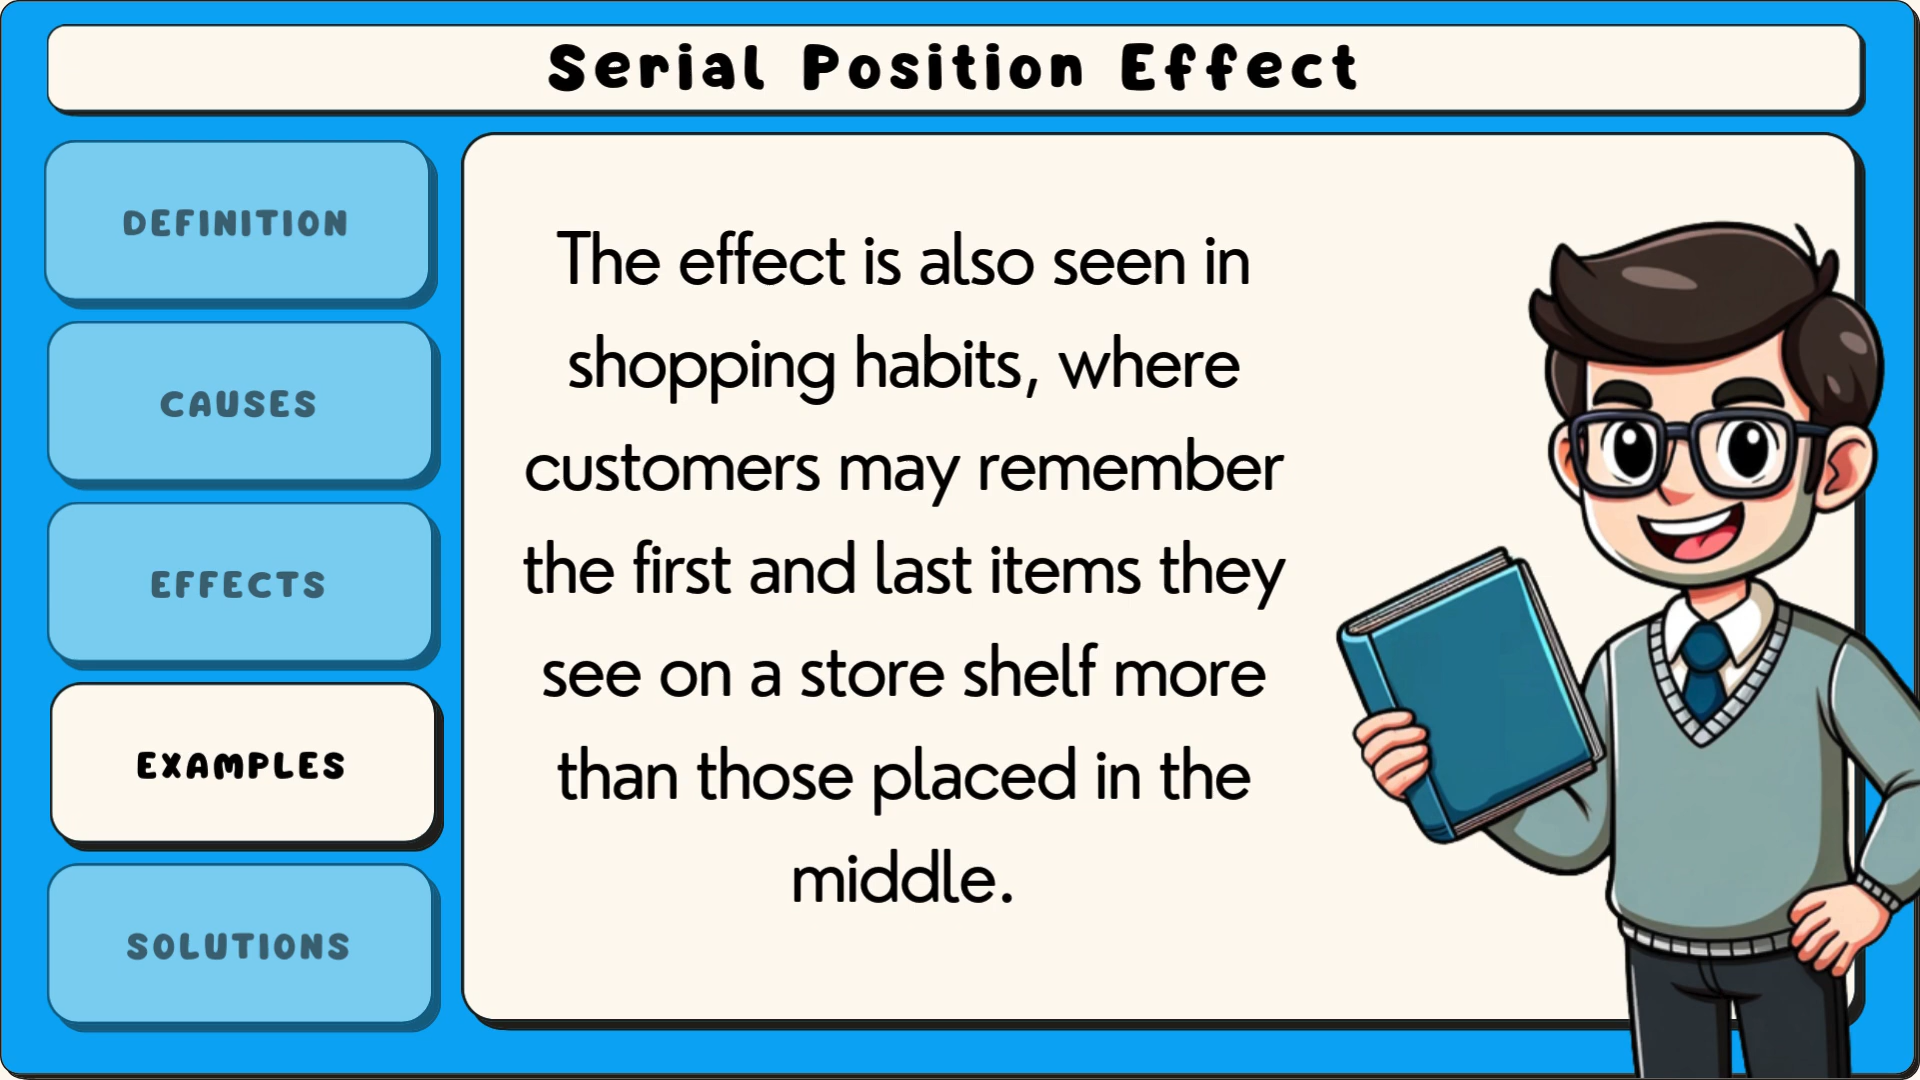 Serial Position Effect
DEFINITION
CAUSES
EFFECTS
EXAMPLES
SOLUTIONS
The effect is also seen in
shopping habits, where
customers may remember
the first and last items they
see on a store shelf more
than those placed in the
middle.